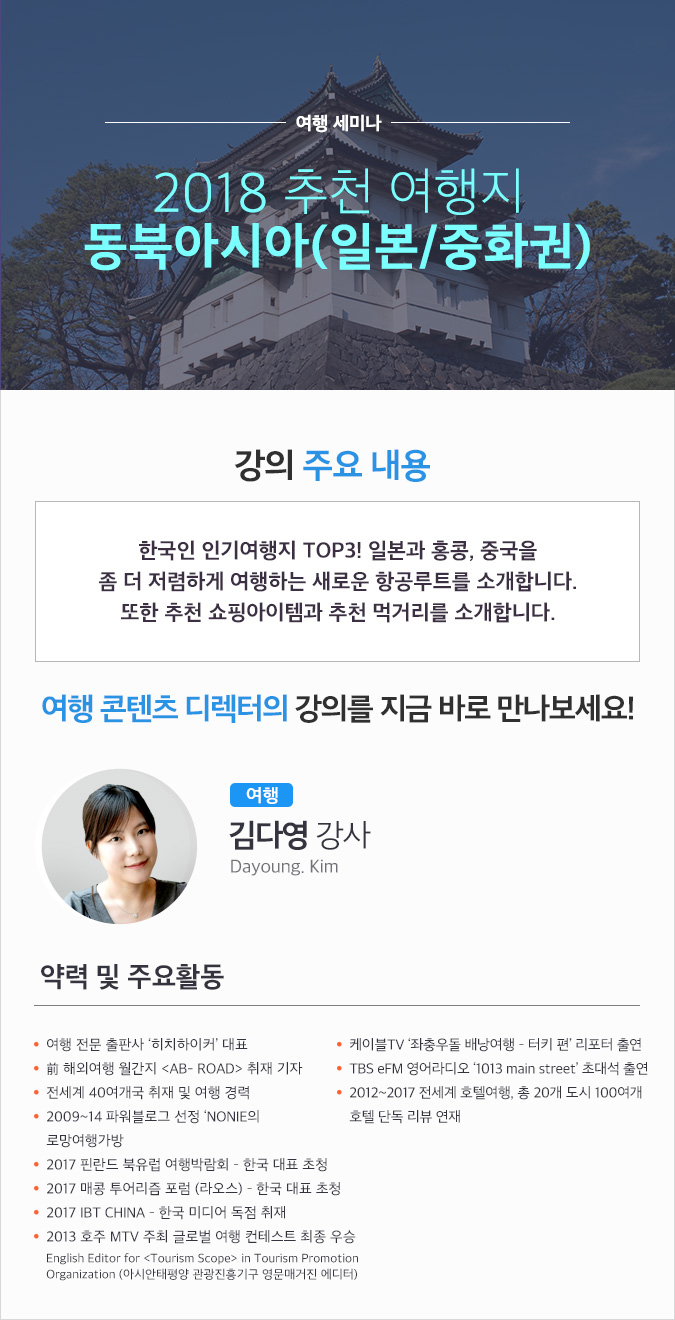 여행 세미나
2018 추천 여행지
동북아시아(일본/중화권)
강의 주요 내용
한국인 인기여행지 TOP3! 일본과 홍콩, 중국을
좀 더 저렴하게 여행하는 새로운 항공루트를 소개합니다.
또한 추천 쇼핑아이템과 추천 먹거리를 소개합니다.
여행 콘텐츠 디렉터의 강의를 지금 바로 만나보세요!
여행
김다영 강사
Dayoung. Kim
약력 및 주요활동
여행 전문 출판사 ‘히치하이커’ 대표
前 해외여행 월간지 <AB- ROAD> 취재 기자
전세계 40여개국 취재 및 여행 경력
2009~14 파워블로그 선정 ‘NONIE의
로망여행가방
2017 핀란드 북유럽 여행박람회 - 한국 대표 초청
2017 매콩 투어리즘 포럼 (라오스) - 한국 대표 초청
2017 IBT CHINA - 한국 미디어 독점 취재
2013 호주 MTV 주최 글로벌 여행 컨테스트 최종 우승
English Editor for <Tourism Scope> in Tourism Promotion
Organization (아시안태평양 관광진흥기구 영문매거진 에디터)
케이블TV ‘좌충우돌 배낭여행 - 터키 편’ 리포터 출연
TBS eFM 영어라디오 ‘1013 main street’ 초대석 출연
2012~2017 전세계 호텔여행, 총 20개 도시 100여개
호텔 단독 리뷰 연재